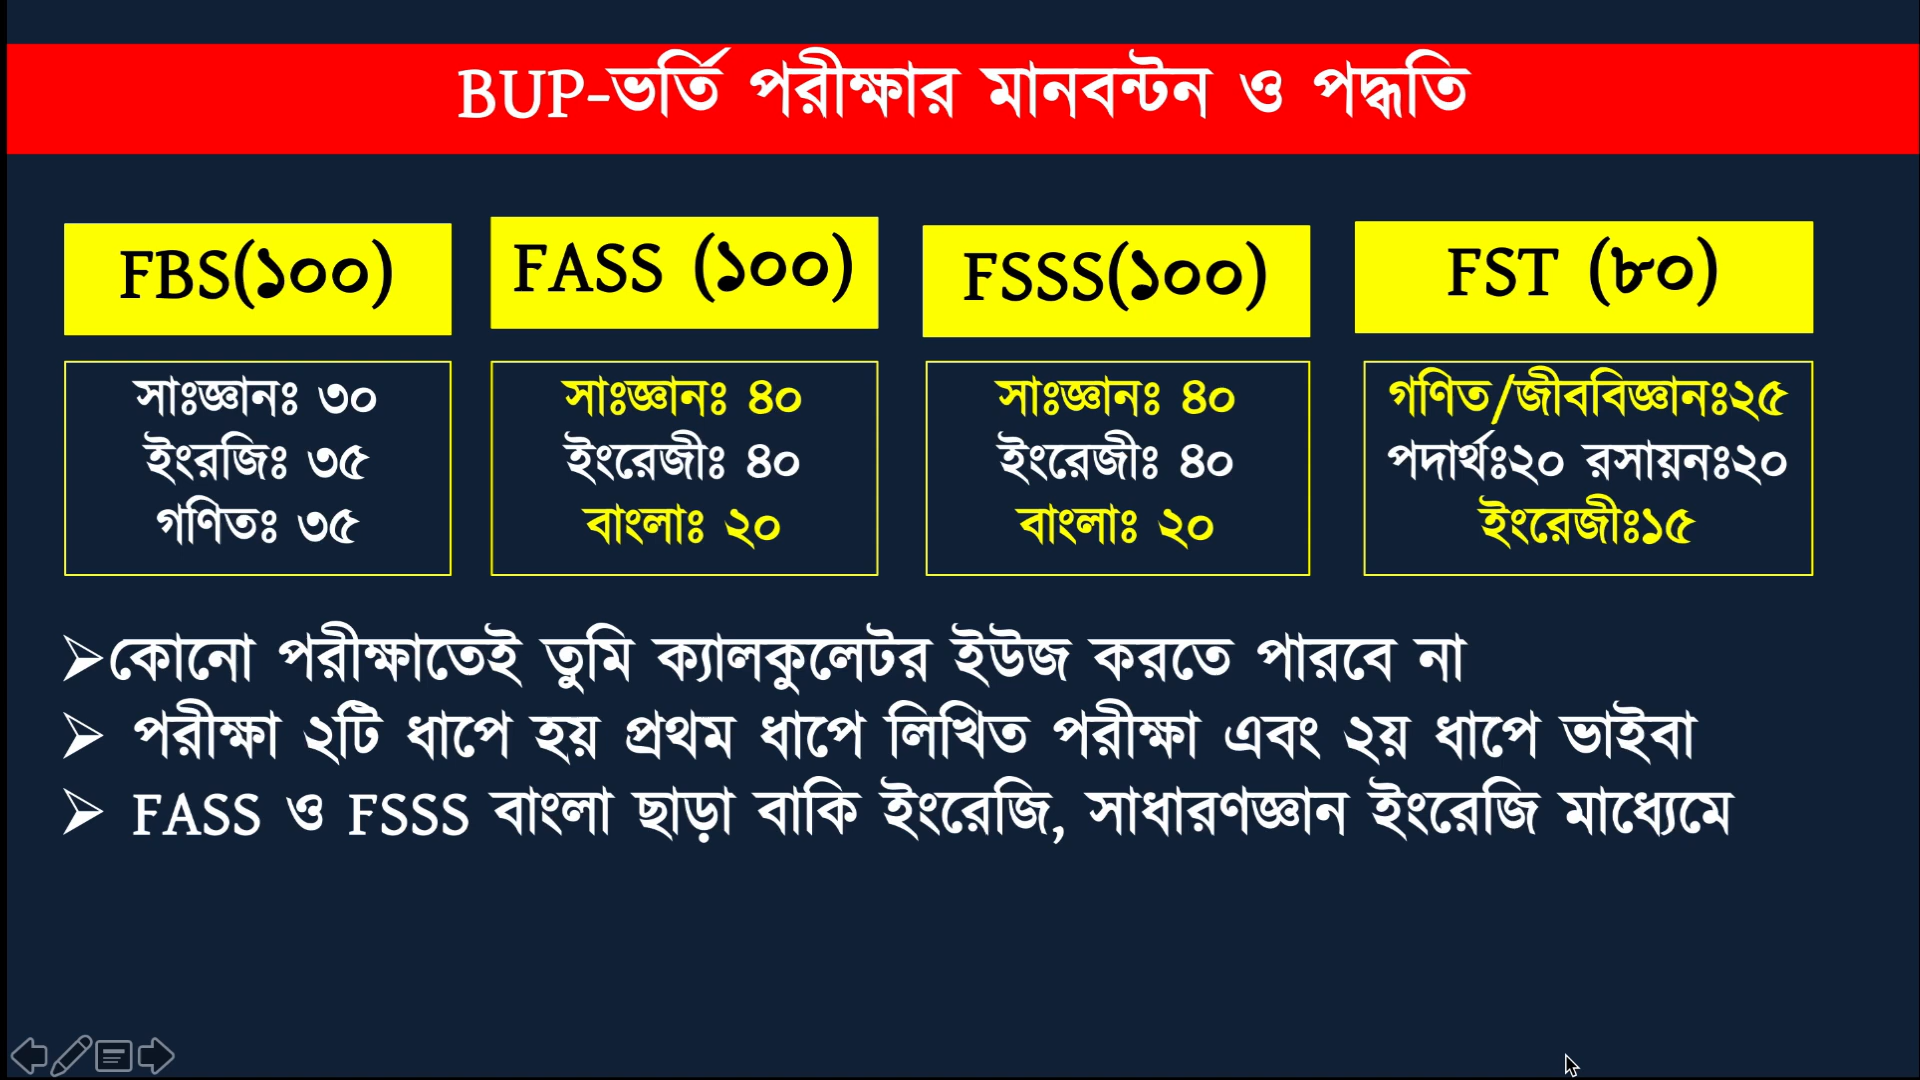 BUP-ভর্তি পরীক্ষার মানবন্টন ও পদ্ধতি
FBS(১০০)
সাঃজ্ঞানঃ ৩০
ইংরজিঃ ৩৫
গণিতঃ ৩৫
FASS (১০০)
সাঃজ্ঞানঃ ৪০
ইংরেজীঃ ৪০
বাংলাঃ ২০
FSSS(১০০)
সাঃজ্ঞানঃ ৪০
ইংরেজীঃ ৪০
বাংলাঃ ২০
FST (৮০)
গণিত/জীববিজ্ঞানঃ২৫
পদার্থঃ২০ রসায়নঃ২০
ইংরেজীঃ১৫
➢কোনো পরীক্ষাতেই তুমি ক্যালকুলেটর ইউজ করতে পারবে না
➢ পরীক্ষা ২টি ধাপে হয় প্রথম ধাপে লিখিত পরীক্ষা এবং ২য় ধাপে ভাইবা
➢ FASS ও FSSS বাংলা ছাড়া বাকি ইংরেজি, সাধারণজ্ঞান ইংরেজি মাধ্যেমে